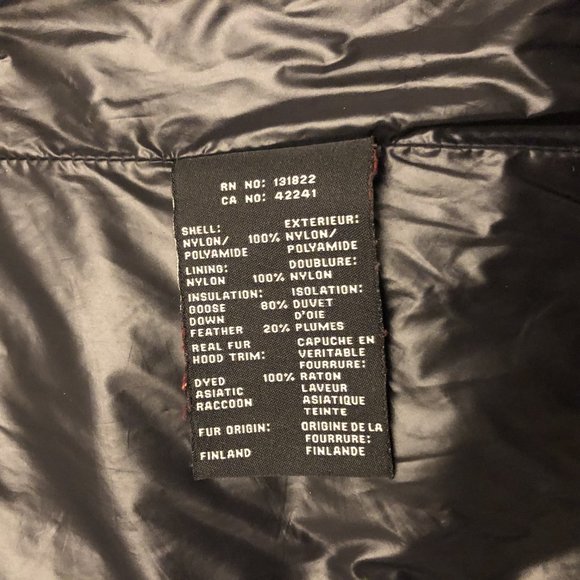 RN NO: 131822
CA NO: 42241
SHELL: EXTERIEUR:
NYLON/ 100% NYLON/
POLYAMIDE POLYAMIDE
LINING: DOUBLURE:
NYLON 100% NYLON
INSULATION: ISOLATION:
GOOSE 80% DUVET
DOWN D'OIE
FEATHER 20% PLUMES
REAL FUR CAPUCHE EN
HOOD TRIM: VERITABLE
FOURRURE:
DYED 100% RATON
ASIATIC LAVEUR
RACCOON ASIATIQUE
TEINTE
FUR ORIGIN: ORIGINE DE LA
FOURRURE:
FINLAND FINLANDE